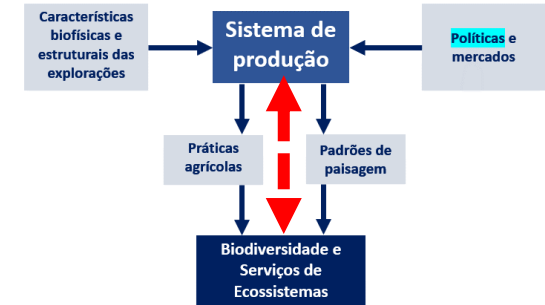 Características
biofísicas e
estruturais das
explorações
Sistema de
produção
Políticas e
mercados
Práticas
agrícolas
Padrões de
paisagem
Biodiversidade e
Serviços de
Ecossistemas